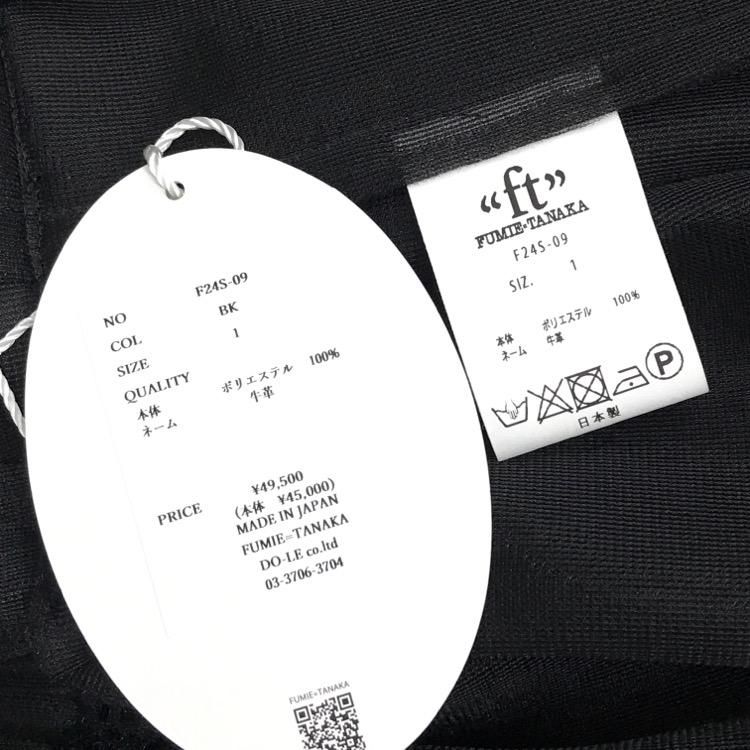 NO F24S-09
COL BK
SIZE 1
QUALITY
本体 ポリエステル 100%
ネーム 牛革
PRICE ¥49,500
(本体 ¥45,000)
MADE IN JAPAN
FUMIE=TANAKA
DO-LE co.ltd
03-3706-3704
FUMIE=TANAKA
“ft”
FUMIE=TANAKA
F24S-09
SIZ. 1
本体 ポリエステル 100%
ネーム 牛革
P
日本製